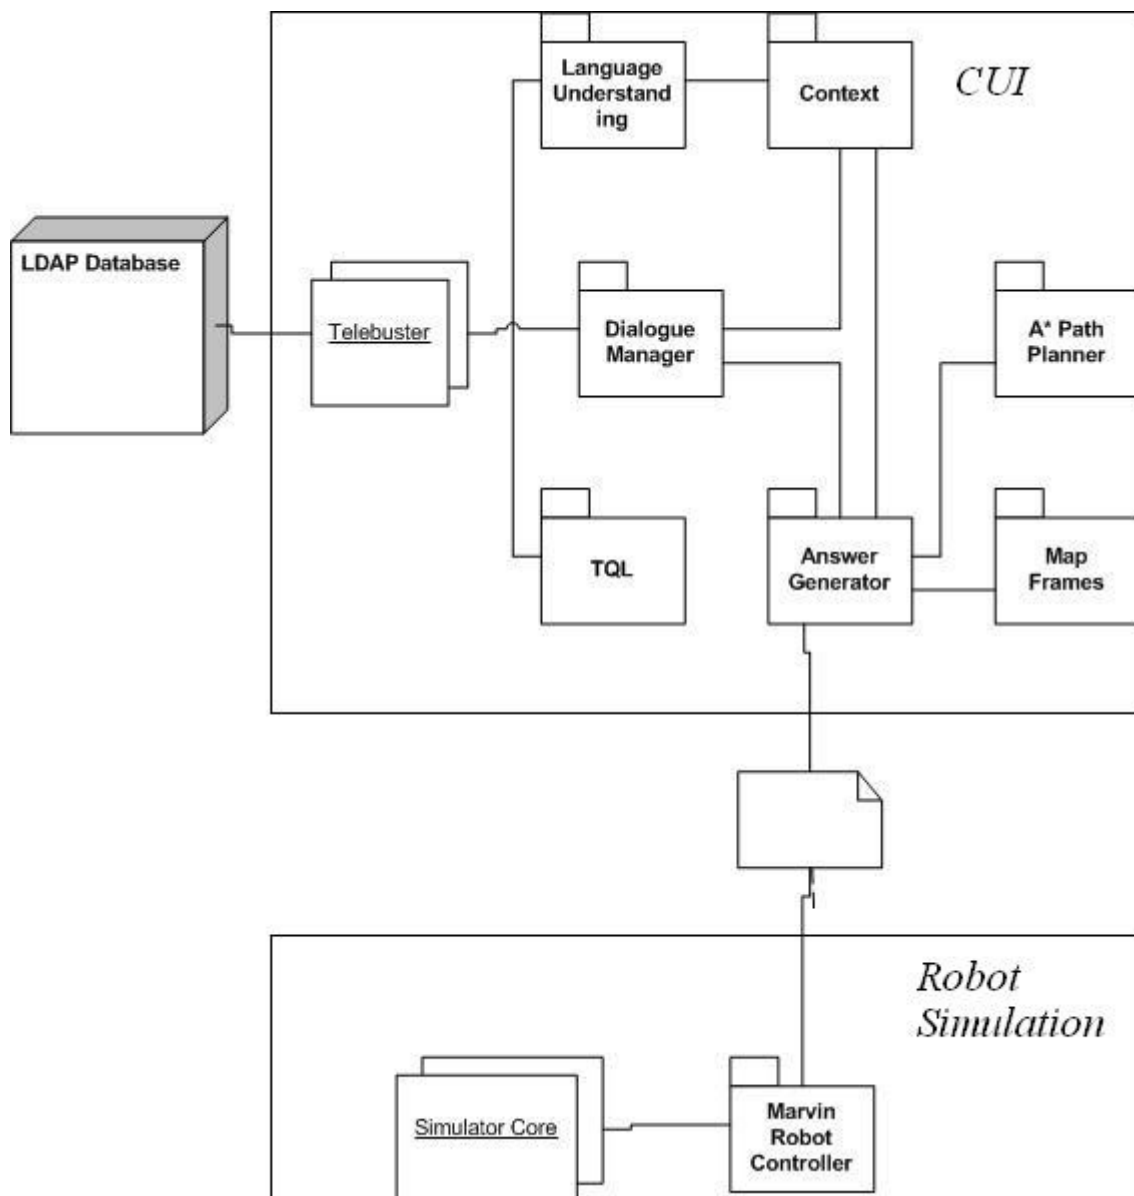 Language
Understand
ing
Context
CUI
LDAP Database
Telebuster
Dialogue
Manager
A* Path
Planner
TQL
Answer
Generator
Map
Frames
Robot
Simulation
Simulator Core
Marvin
Robot
Controller